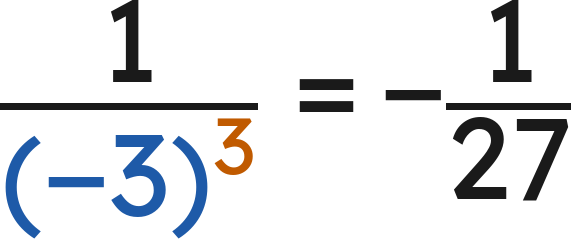 1/(−3)³ = −1/27